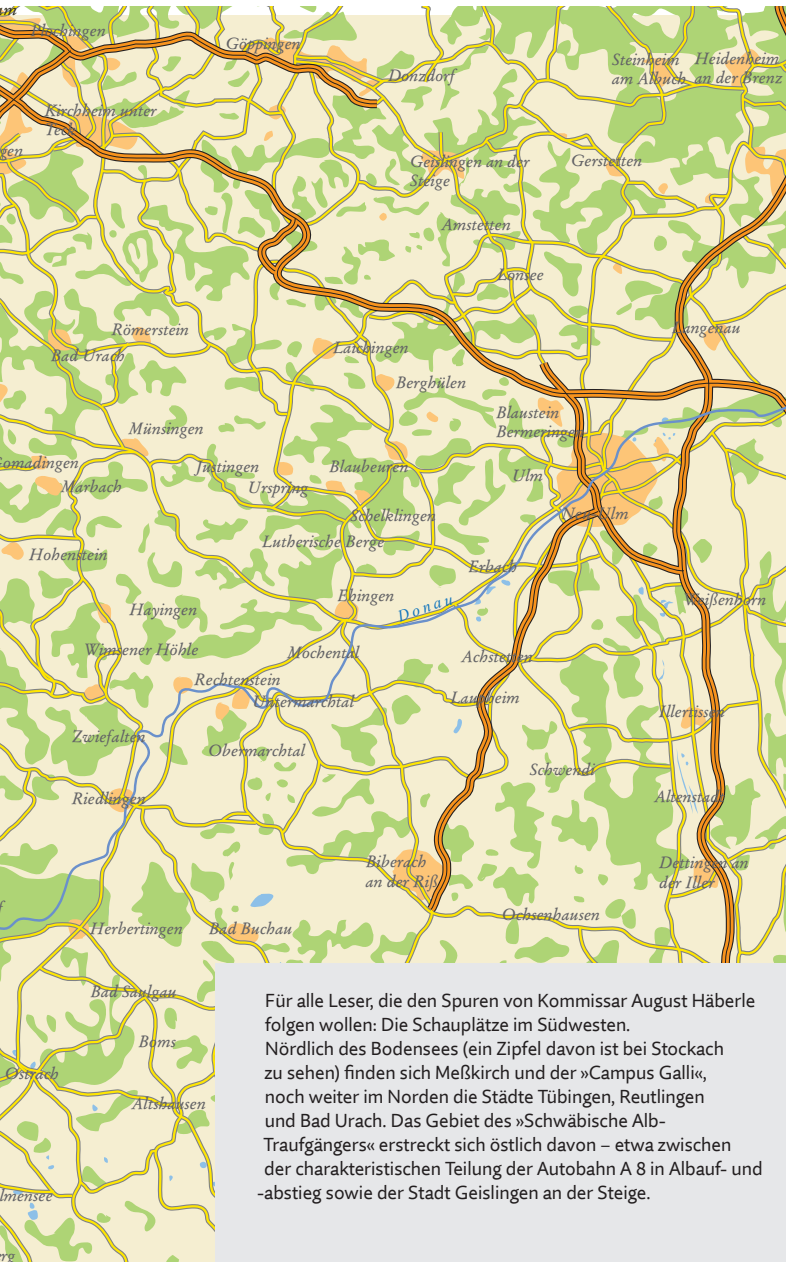 um
Plochingen
Göppingen
Donzdorf
Steinheim
am Albuch
Heidenheim
an der Brenz
Kirchheim unter
Teck
gen
Geislingen an der
Steige
Gerstetten
Amstetten
Lonsee
Römerstein
Bad Urach
Laichingen
Langenau
Berghülen
Blaustein
Bermeringen
Münsingen
Gomadingen
Marbach
Justingen
Urspring
Blaubeuren
Ulm
Schelklingen
Neu-Ulm
Lutherische Berge
Hohenstein
Erbach
Ehingen
Donau
Weißenhorn
Hayingen
Wimsener Höhle
Mochental
Achstetten
Rechtenstein
Untermarchtal
Laupheim
Illertissen
Zwiefalten
Obermarchtal
Schwendi
Riedlingen
Altenstadt
Biberach
an der Riß
Dettingen an
der Iller
f
Ochsenhausen
Herbertingen
Bad Buchau
Bad Saulgau
Boms
Ostrach
Altshausen
lmensee
rg
Für alle Leser, die den Spuren von Kommissar August Häberle
folgen wollen: Die Schauplätze im Südwesten.
Nördlich des Bodensees (ein Zipfel davon ist bei Stockach
zu sehen) finden sich Meßkirch und der »Campus Galli«,
noch weiter im Norden die Städte Tübingen, Reutlingen
und Bad Urach. Das Gebiet des »Schwäbische Alb-
Traufgängers« erstreckt sich östlich davon – etwa zwischen
der charakteristischen Teilung der Autobahn A 8 in Albauf- und
-abstieg sowie der Stadt Geislingen an der Steige.